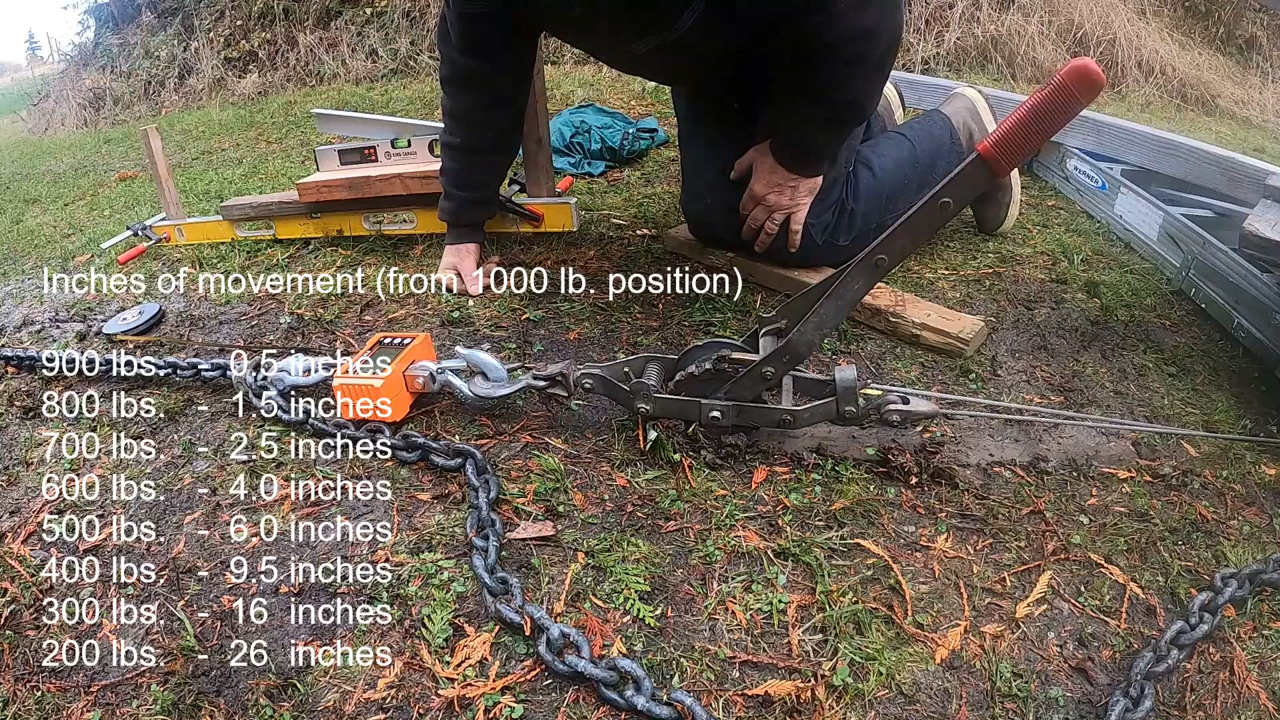 KING CANADA
WERNER
Inches of movement (from 1000 lb. position)
900 lbs. - 0.5 inches
800 lbs. - 1.5 inches
700 lbs. - 2.5 inches
600 lbs. - 4.0 inches
500 lbs. - 6.0 inches
400 lbs. - 9.5 inches
300 lbs. - 16 inches
200 lbs. - 26 inches